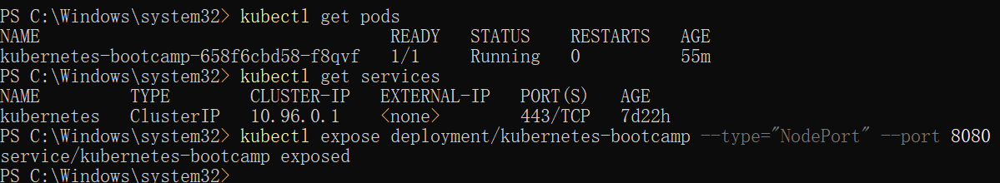 PS C:\Windows\system32> kubectl get pods
NAME READY STATUS RESTARTS AGE
kubernetes-bootcamp-658f6cbd58-f8qvf 1/1 Running 0 55m
PS C:\Windows\system32> kubectl get services
NAME TYPE CLUSTER-IP EXTERNAL-IP PORT(S) AGE
kubernetes ClusterIP 10.96.0.1 <none> 443/TCP 7d22h
PS C:\Windows\system32> kubectl expose deployment/kubernetes-bootcamp --type="NodePort" --port 8080
service/kubernetes-bootcamp exposed
PS C:\Windows\system32>